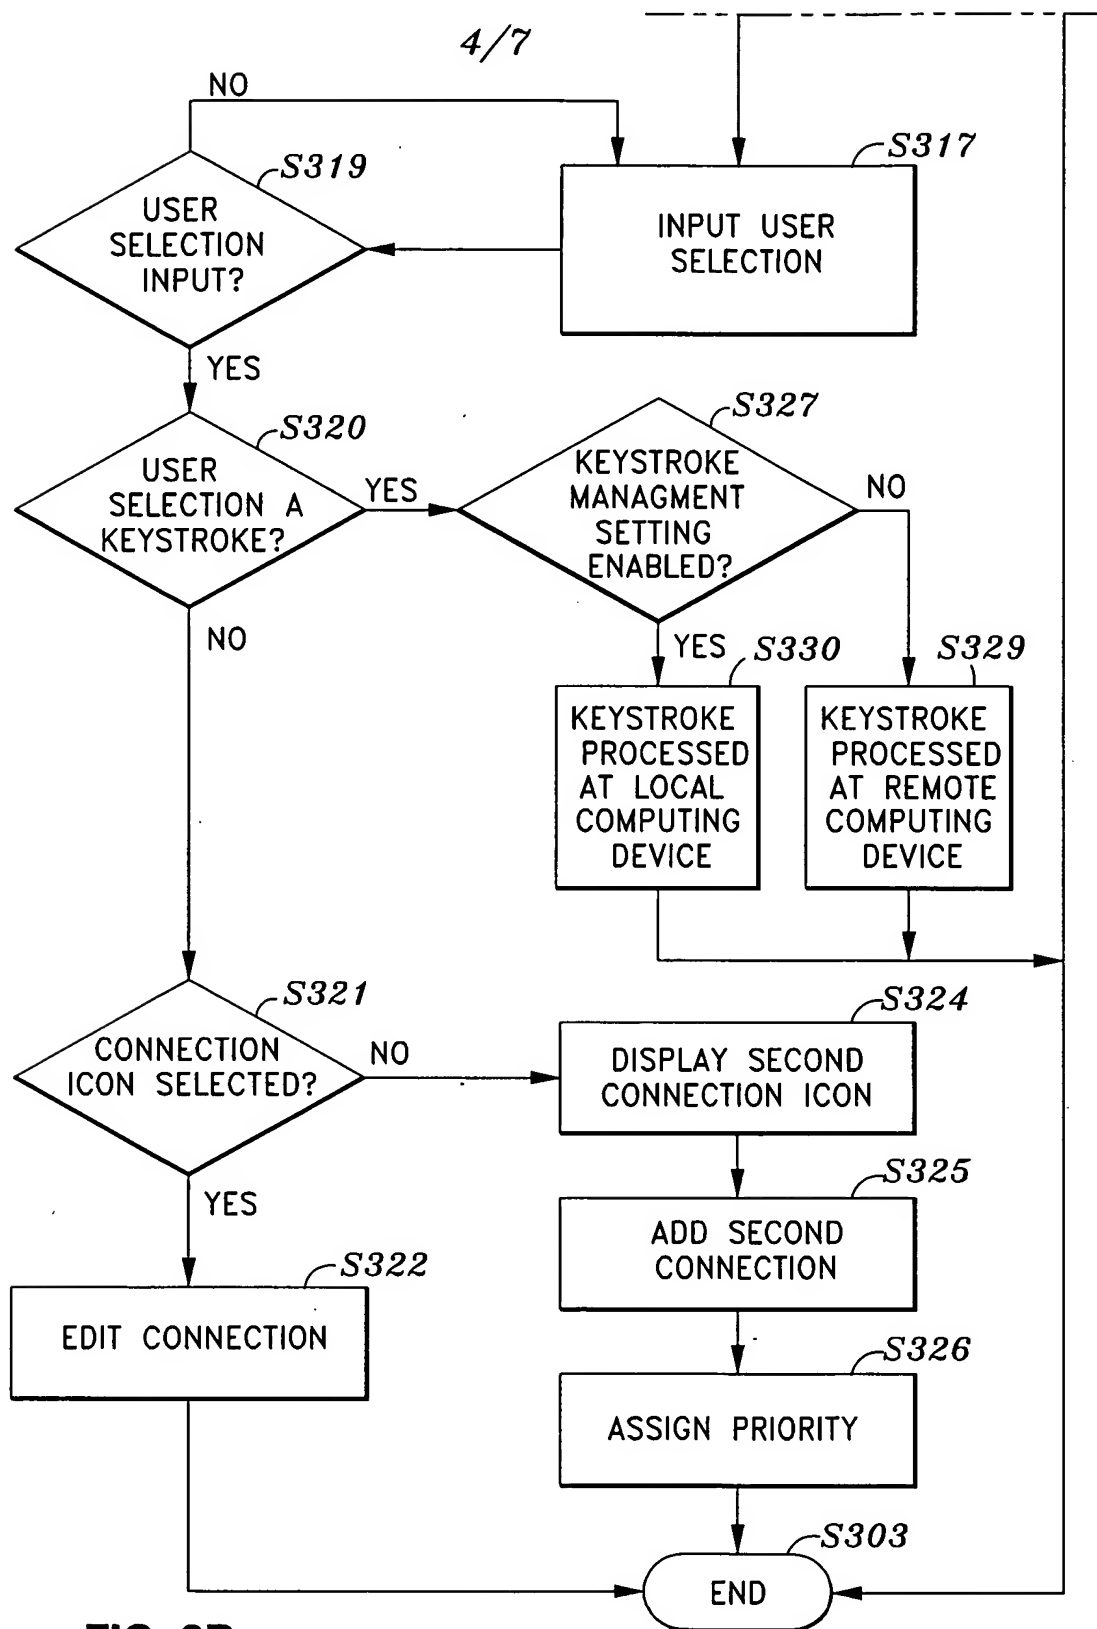 4/7
NO
S319
USER
SELECTION
INPUT?
S317
INPUT USER
SELECTION
YES
S320
USER
SELECTION A
KEYSTROKE?
YES
S327
KEYSTROKE
MANAGMENT
SETTING
ENABLED?
NO
NO
YES
S330
KEYSTROKE
PROCESSED
AT LOCAL
COMPUTING
DEVICE
S329
KEYSTROKE
PROCESSED
AT REMOTE
COMPUTING
DEVICE
S321
CONNECTION
ICON SELECTED?
NO
S324
DISPLAY SECOND
CONNECTION ICON
YES
S325
ADD SECOND
CONNECTION
S322
EDIT CONNECTION
S326
ASSIGN PRIORITY
S303
END